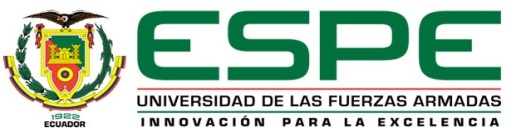 ESPE
UNIVERSIDAD DE LAS FUERZAS ARMADAS
INNOVACIÓN PARA LA EXCELENCIA
1922
ECUADOR